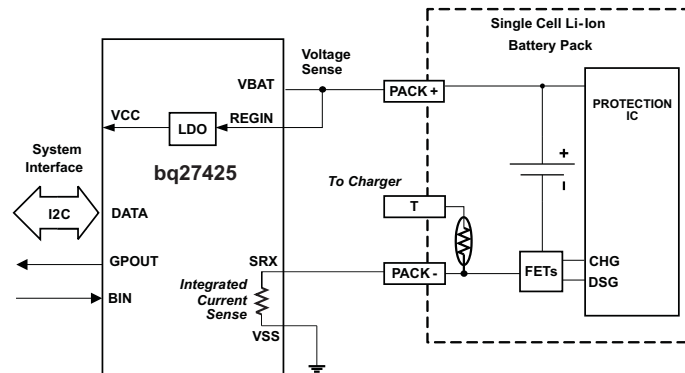 Single Cell Li-Ion
Battery Pack
Voltage
Sense
VBAT
PACK +
PROTECTION
IC
VCC
REGIN
LDO
System
Interface
bq27425
+
To Charger
I2C
DATA
T
GPOUT
SRX
PACK -
FETs
CHG
DSG
BIN
Integrated
Current
Sense
VSS